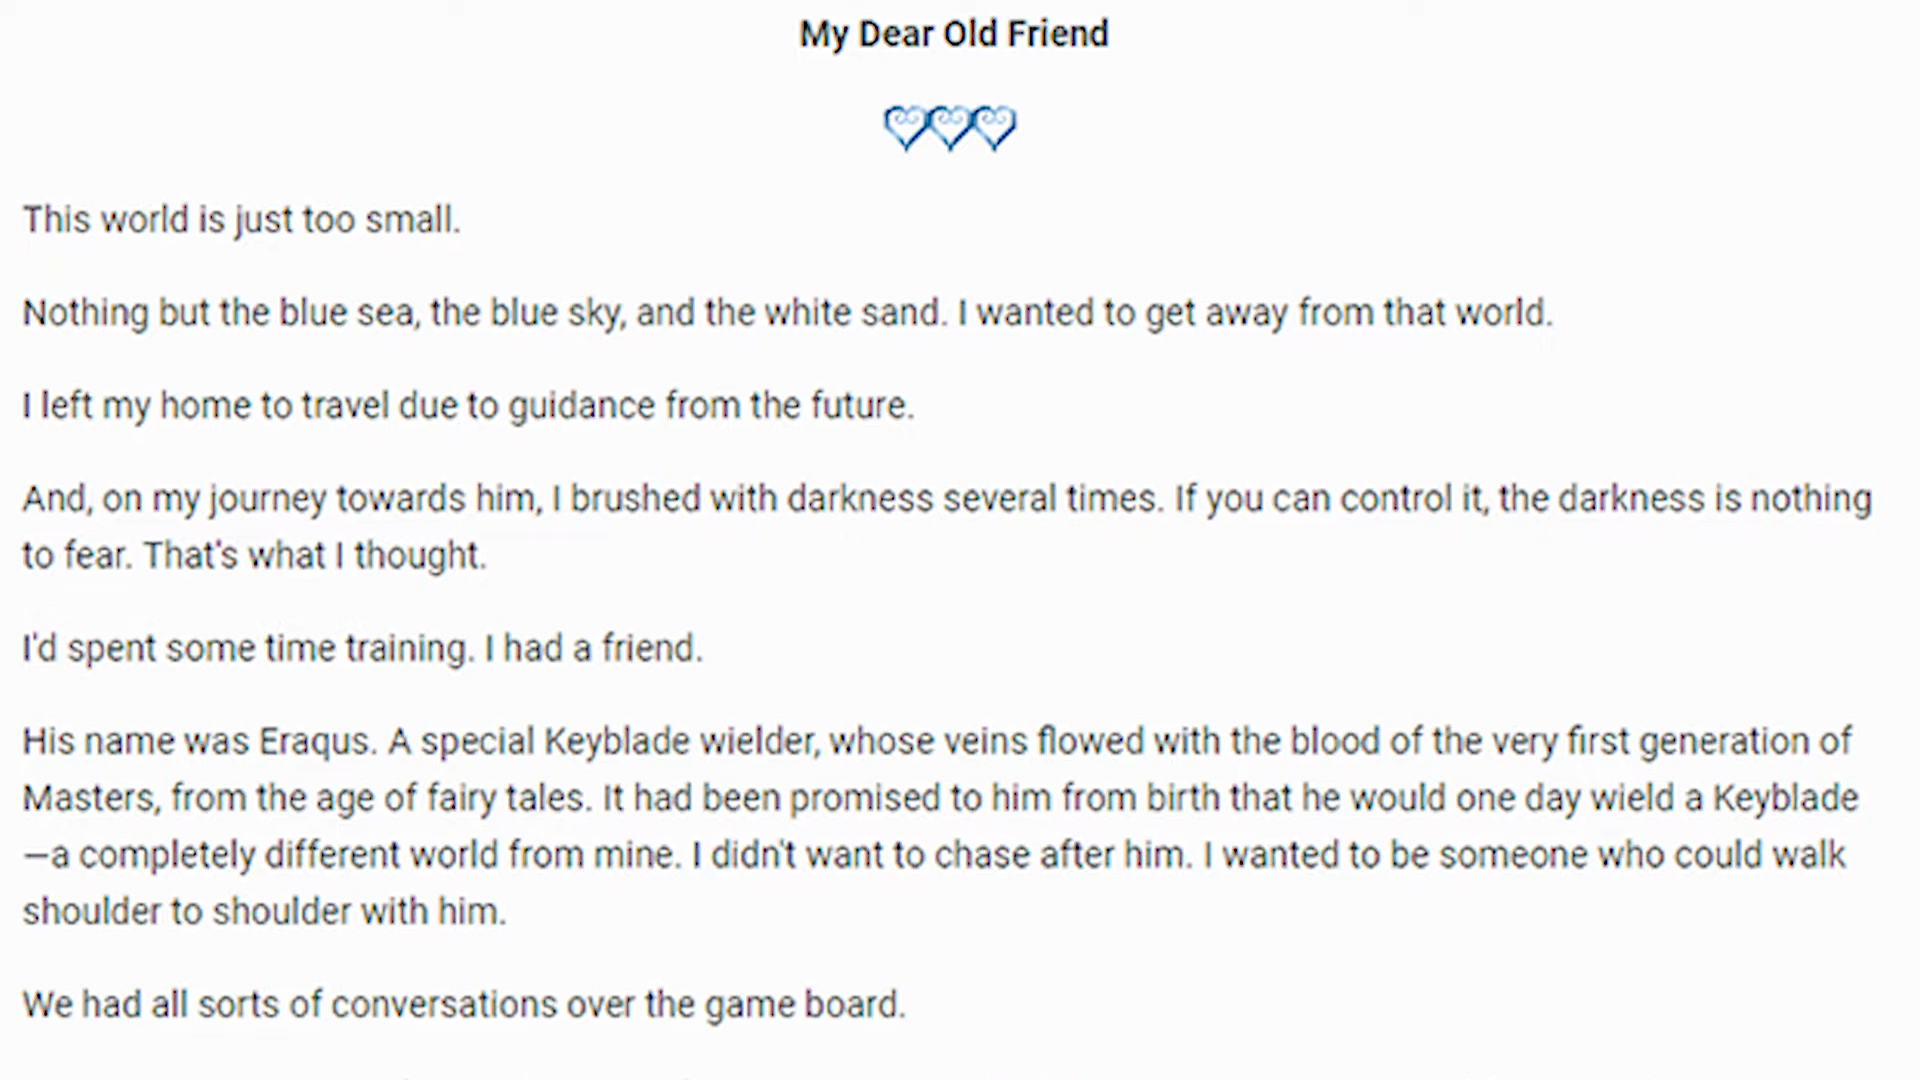 My Dear Old Friend
This world is just too small.
Nothing but the blue sea, the blue sky, and the white sand. I wanted to get away from that world.
I left my home to travel due to guidance from the future.
And, on my journey towards him, I brushed with darkness several times. If you can control it, the darkness is nothing
to fear. That's what I thought.
I'd spent some time training. I had a friend.
His name was Eraqus. A special Keyblade wielder, whose veins flowed with the blood of the very first generation of
Masters, from the age of fairy tales. It had been promised to him from birth that he would one day wield a Keyblade
—a completely different world from mine. I didn't want to chase after him. I wanted to be someone who could walk
shoulder to shoulder with him.
We had all sorts of conversations over the game board.